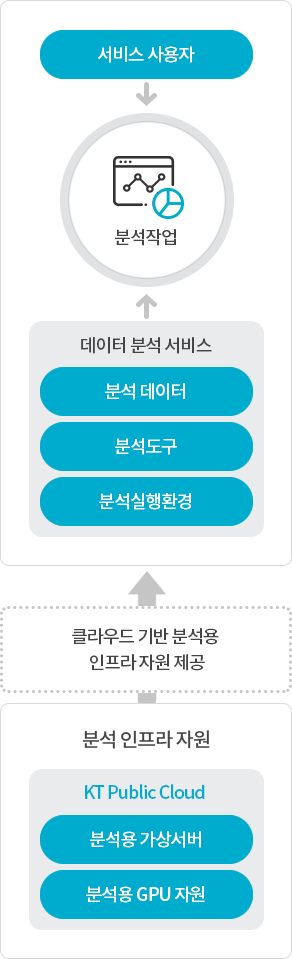 서비스 사용자
분석작업
데이터 분석 서비스
분석 데이터
분석도구
분석실행환경
클라우드 기반 분석용
인프라 자원 제공
분석 인프라 자원
KT Public Cloud
분석용 가상서버
분석용 GPU 자원